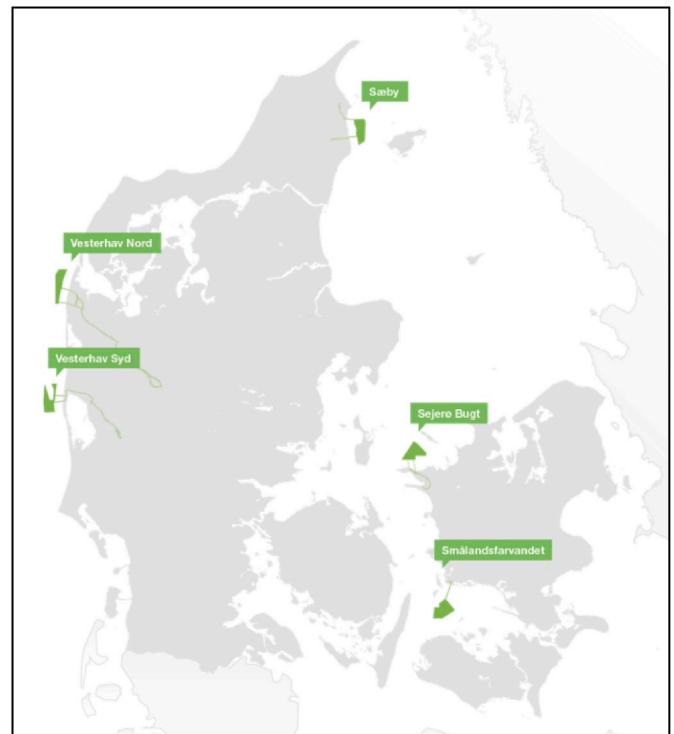 Sæby
Vesterhav Nord
Vesterhav Syd
Sejerø Bugt
Smålandsfarvandet